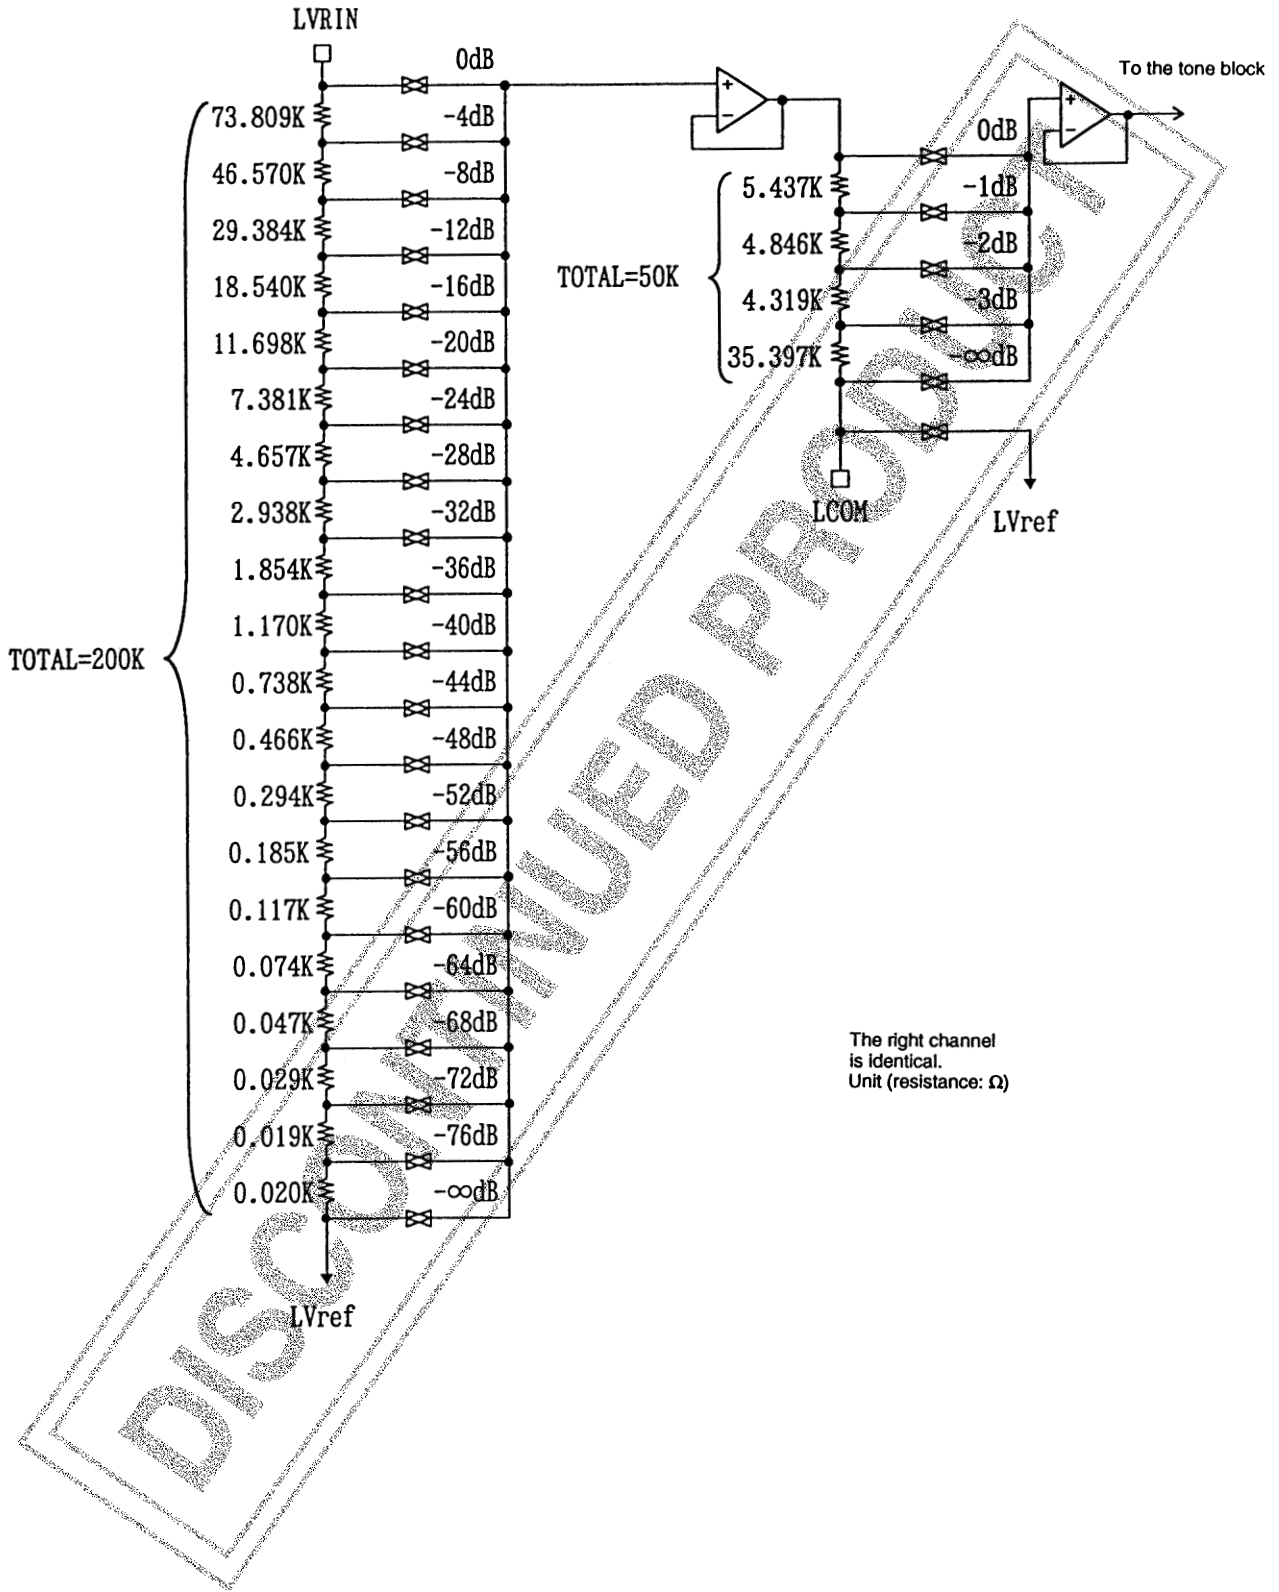 LVRIN
0dB
73.809K
-4dB
46.570K
-8dB
29.384K
-12dB
18.540K
-16dB
11.698K
-20dB
7.381K
-24dB
4.657K
-28dB
2.938K
-32dB
1.854K
-36dB
1.170K
-40dB
TOTAL=200K
0.738K
-44dB
0.466K
-48dB
0.294K
-52dB
0.185K
-56dB
0.117K
-60dB
0.074K
-64dB
0.047K
-68dB
0.029K
-72dB
0.019K
-76dB
0.020K
-∞dB
LVref
+
-
To the tone block
+
-
0dB
5.437K
-1dB
4.846K
-2dB
TOTAL=50K
4.319K
-3dB
35.397K
-∞dB
LCOM
LVref
The right channel
is identical.
Unit (resistance: Ω)
DISCONTINUED PRODUCT